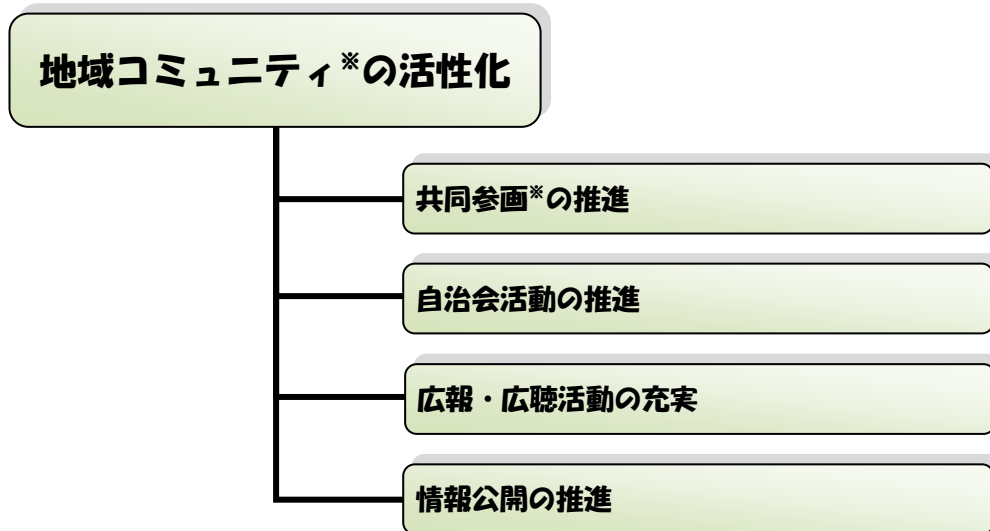 地域コミュニティ※の活性化
共同参画※の推進
自治会活動の推進
広報・広聴活動の充実
情報公開の推進